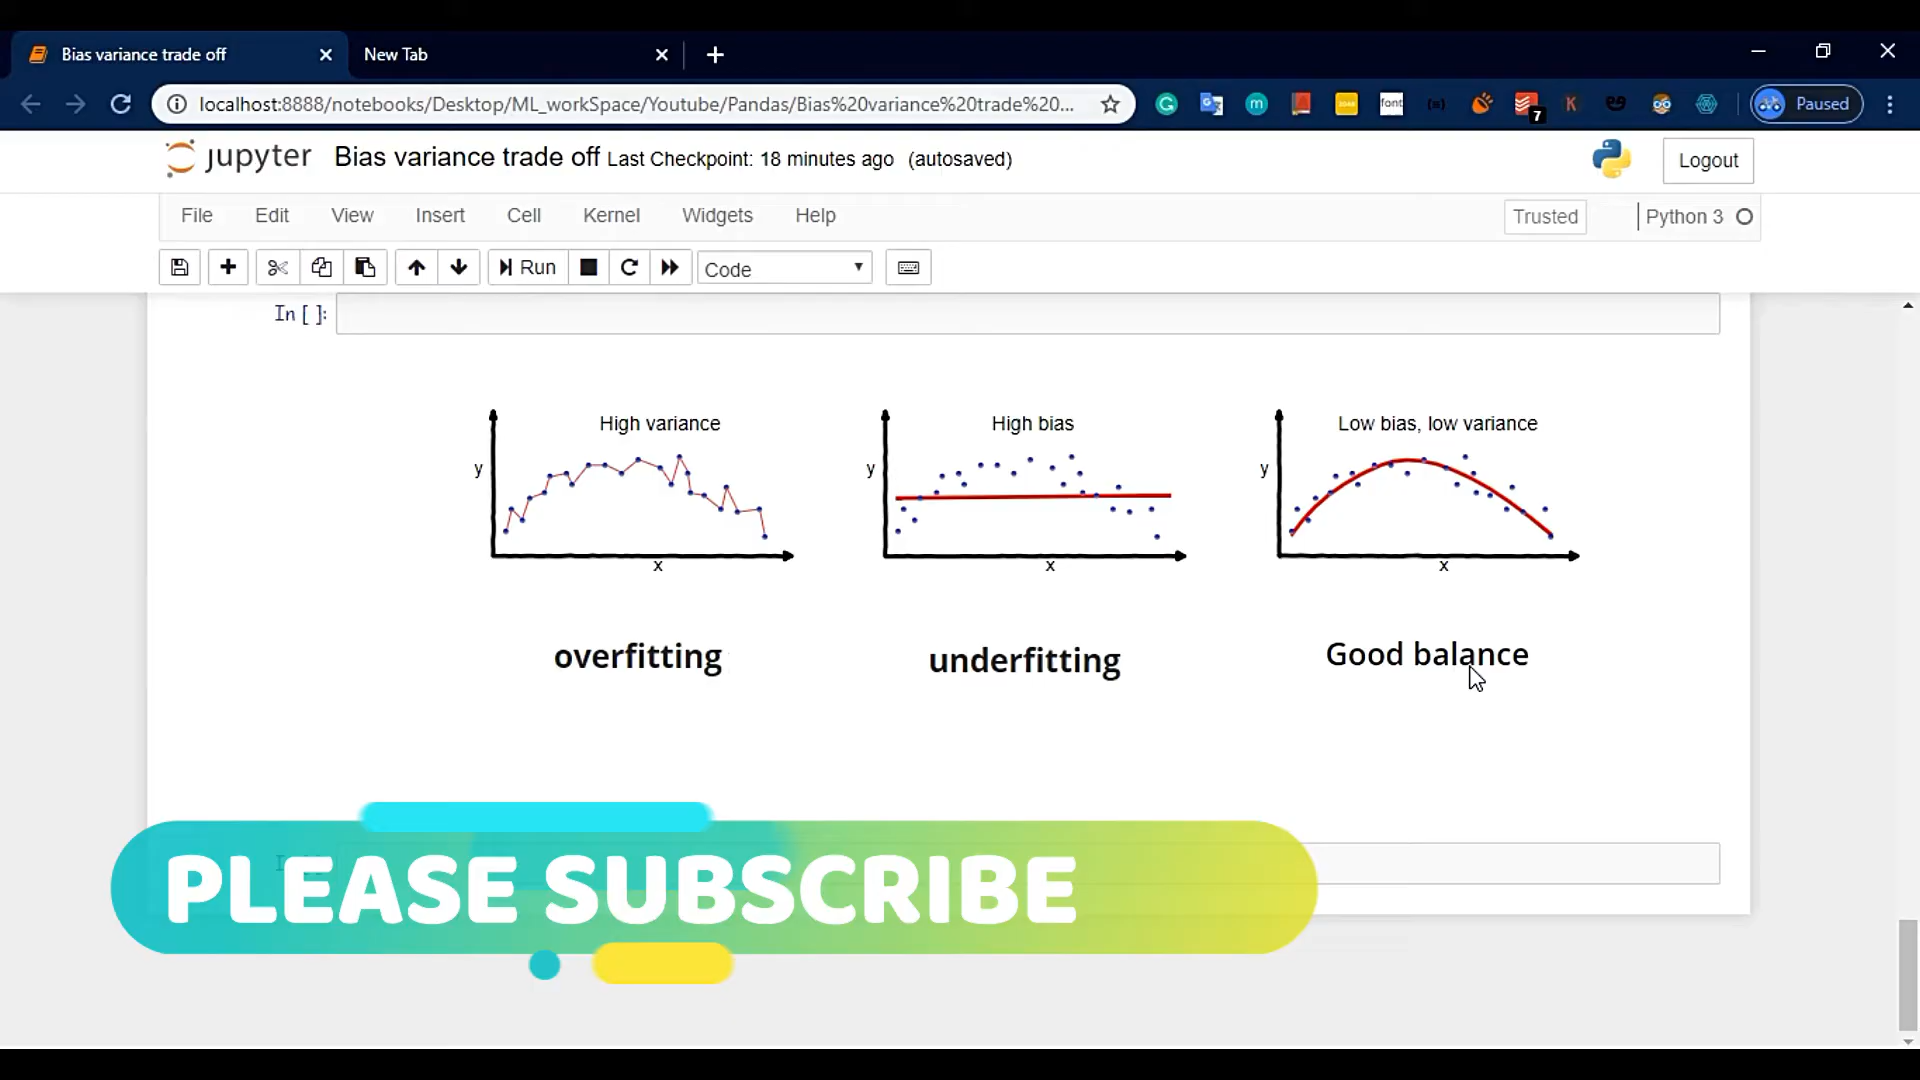 Bias variance trade off
New Tab
localhost:8888/notebooks/Desktop/ML_workSpace/Youtube/Pandas/Bias%20variance%20trade%20...
font
7
K
Paused
jupyter Bias variance trade off Last Checkpoint: 18 minutes ago (autosaved)
Logout
File Edit View Insert Cell Kernel Widgets Help
Trusted
Python 3
Run
Code
In [ ]:
High variance
High bias
Low bias, low variance
y
y
y
x
x
x
overfitting
underfitting
Good balance
PLEASE SUBSCRIBE